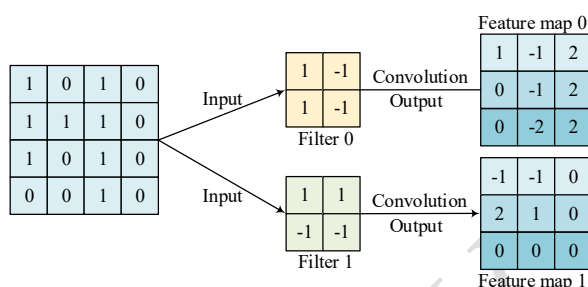 Feature map 0
1 -1 2
0 -1 2
0 -2 2
1 0 1 0
1 1 1 0
1 0 1 0
0 0 1 0
Input
1 -1
1 -1
Filter 0
Convolution
Output
Input
1 1
-1 -1
Filter 1
Convolution
Output
-1 -1 0
2 1 0
0 0 0
Feature map 1